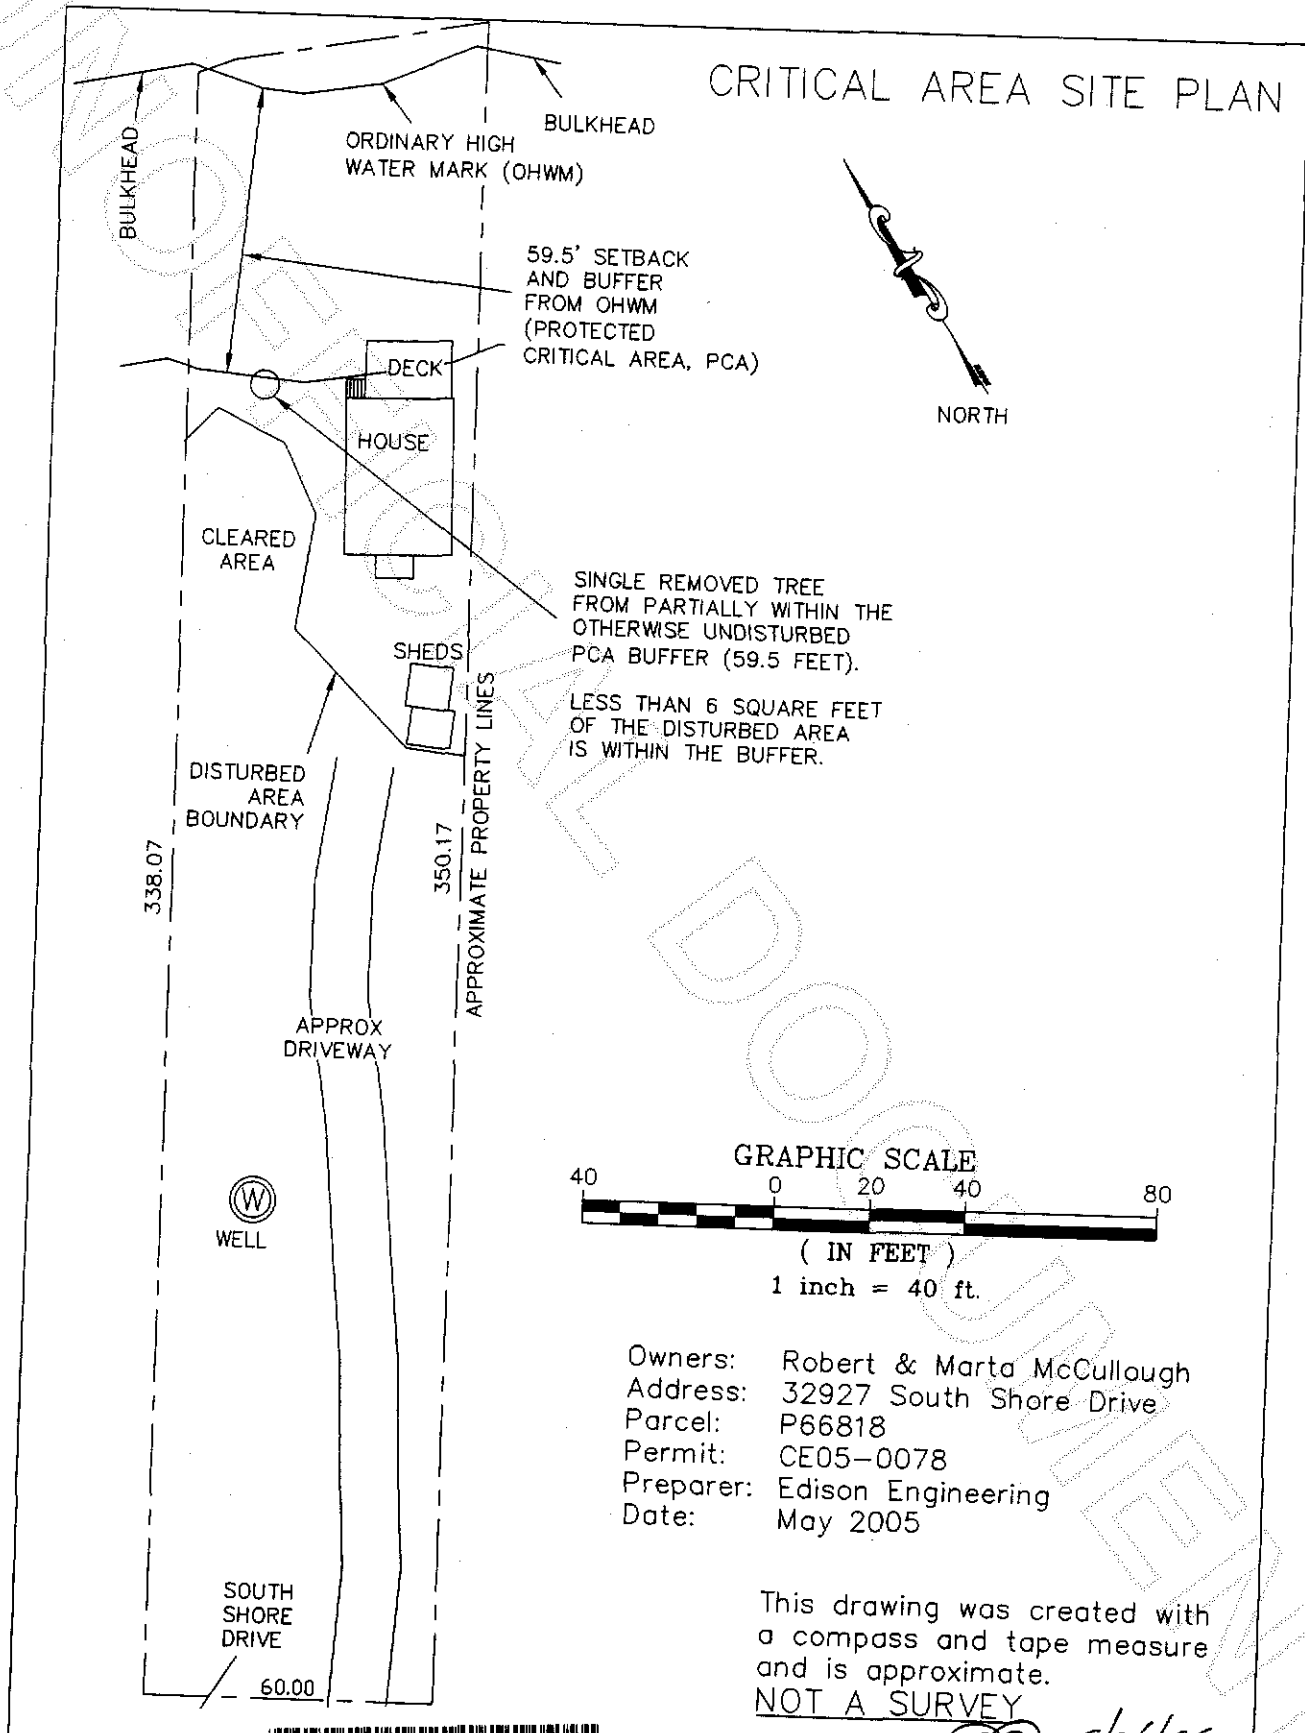 CRITICAL AREA SITE PLAN
BULKHEAD
BULKHEAD
ORDINARY HIGH
WATER MARK (OHWM)
59.5' SETBACK
AND BUFFER
FROM OHWM
(PROTECTED
CRITICAL AREA, PCA)
NORTH
DECK
HOUSE
CLEARED
AREA
SINGLE REMOVED TREE
FROM PARTIALLY WITHIN THE
OTHERWISE UNDISTURBED
PCA BUFFER (59.5 FEET).
LESS THAN 6 SQUARE FEET
OF THE DISTURBED AREA
IS WITHIN THE BUFFER.
SHEDS
DISTURBED
AREA
BOUNDARY
338.07
350.17
APPROXIMATE PROPERTY LINES
APPROX
DRIVEWAY
W
WELL
GRAPHIC SCALE
40 0 20 40 80
( IN FEET )
1 inch = 40 ft.
Owners: Robert & Marta McCullough
Address: 32927 South Shore Drive
Parcel: P66818
Permit: CE05-0078
Preparer: Edison Engineering
Date: May 2005
SOUTH
SHORE
DRIVE
60.00
This drawing was created with
a compass and tape measure
and is approximate.
NOT A SURVEY
UNOFFICIAL DOCUMEN